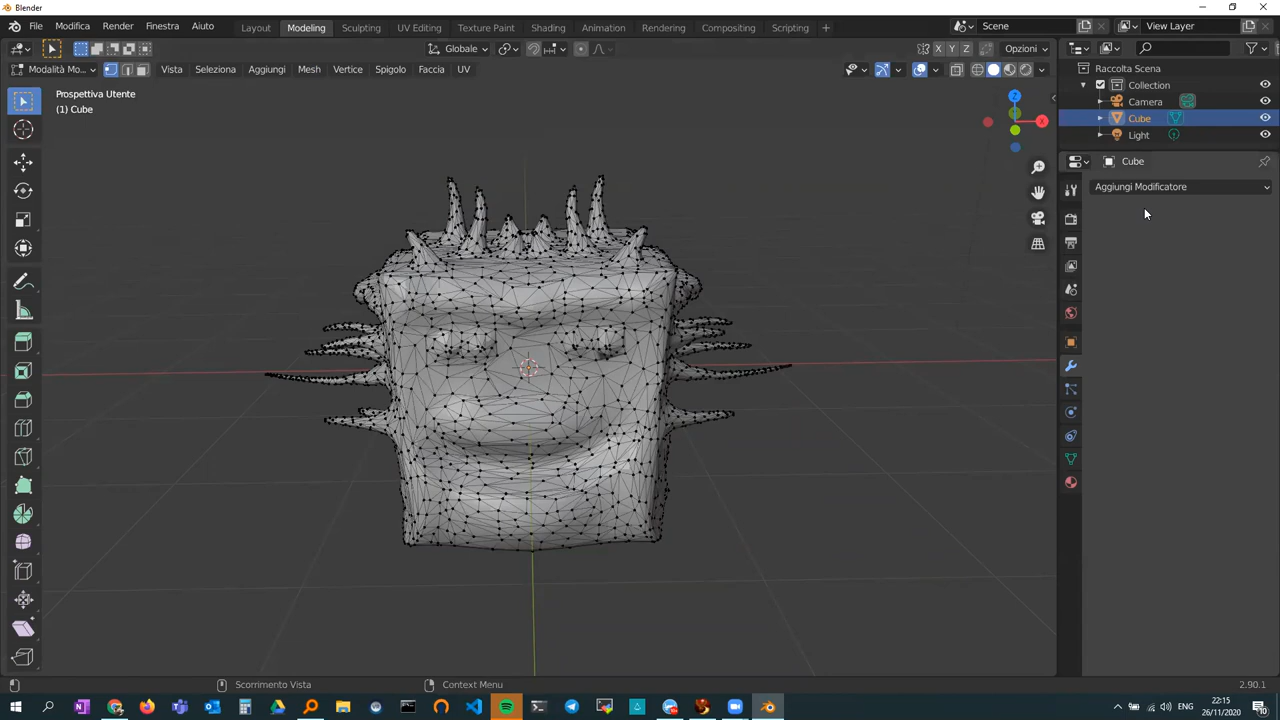 Blender
File Modifica Render Finestra Aiuto Layout Modeling Sculpting UV Editing Texture Paint Shading Animation Rendering Compositing Scripting + Scene View Layer
Globale X Y Z Opzioni
Modalità Mo... Vista Seleziona Aggiungi Mesh Vertice Spigolo Faccia UV
Raccolta Scena
Collection
Camera
Cube
Light
Prospettiva Utente
(1) Cube
Z
X
Cube
Aggiungi Modificatore
Scorrimento Vista Context Menu 2.90.1
ENG
22:15
26/11/2020